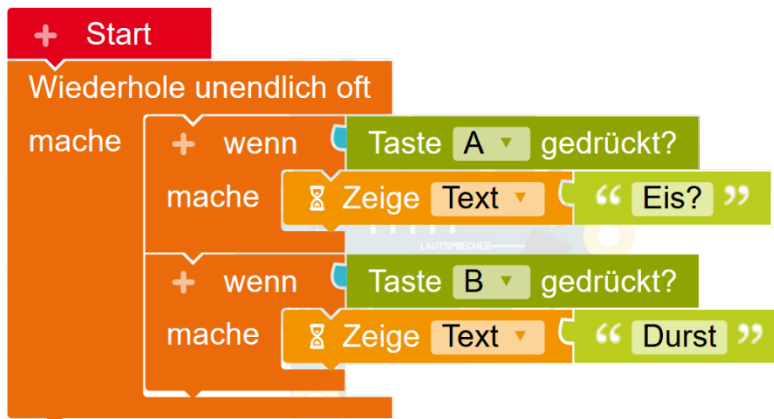 + Start
Wiederhole unendlich oft
mache + wenn Taste A gedrückt?
mache Zeige Text “ Eis? ”
LAUTSPRECHER
+ wenn Taste B gedrückt?
mache Zeige Text “ Durst ”